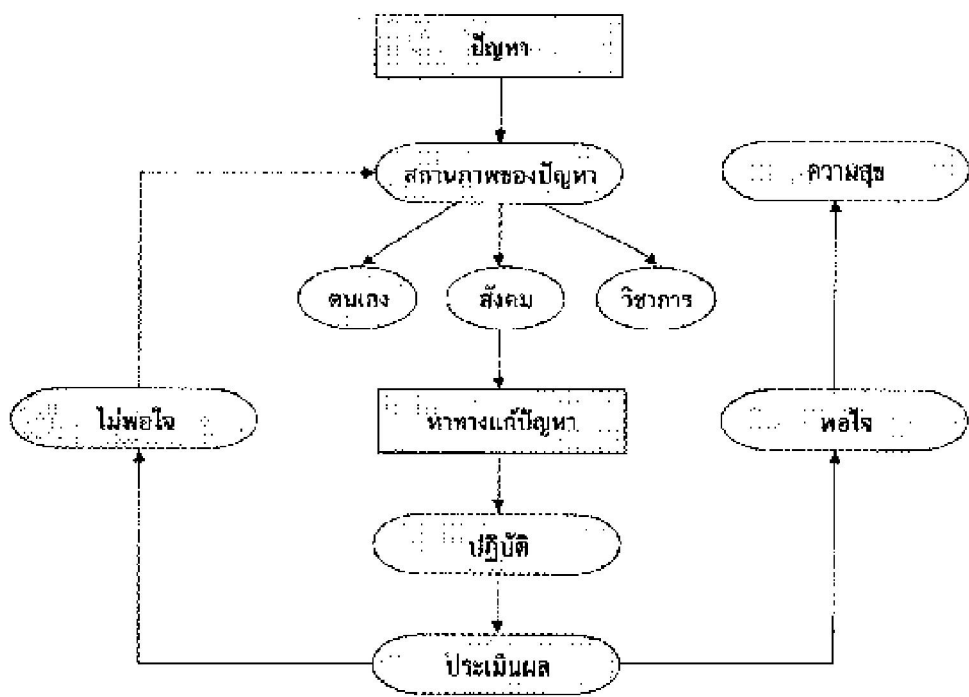 ปัญหา
สถานภาพของปัญหา
ความสุข
ตนเอง
สังคม
วิชาการ
ไม่พอใจ
หาทางแก้ปัญหา
พอใจ
ปฏิบัติ
ประเมินผล